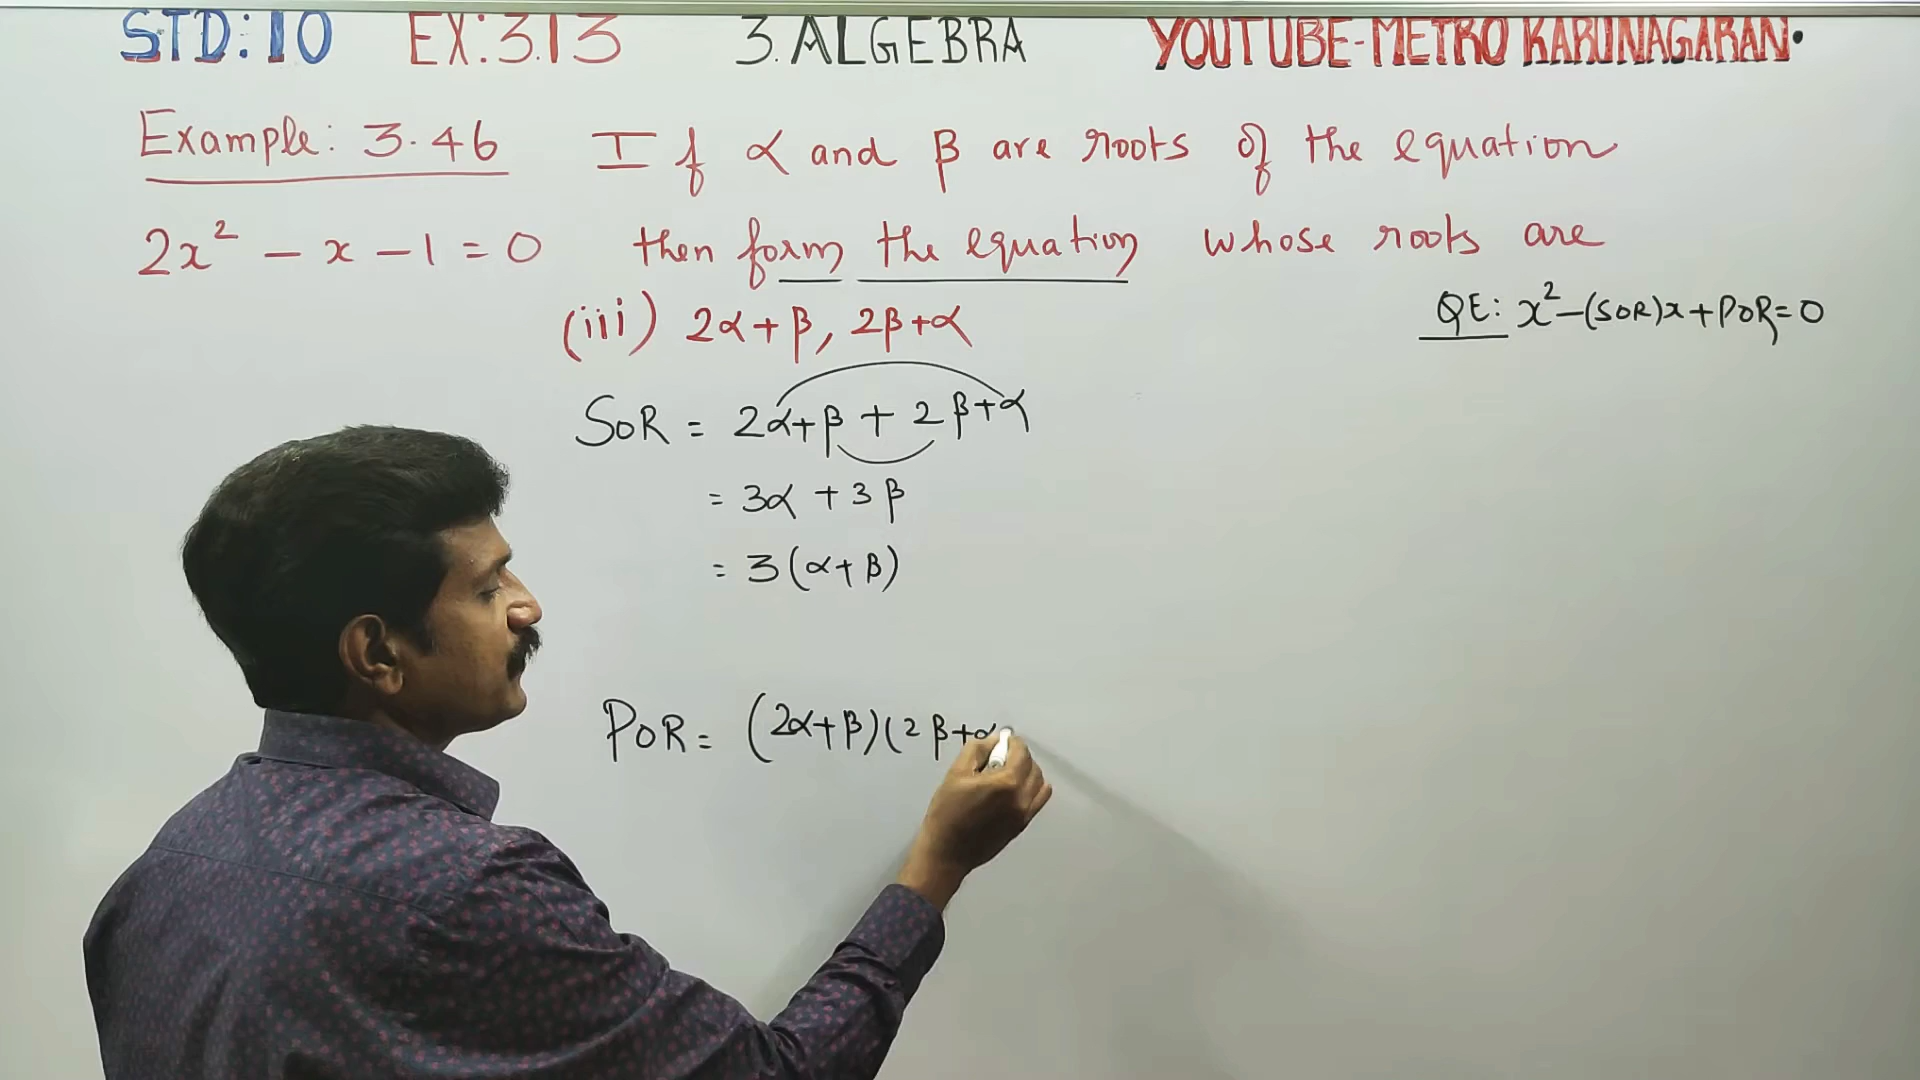 STD:10 EX:3.13 3.ALGEBRA YOUTUBE-METRO KARUNAGARAN.
Example: 3.46 If α and β are roots of the equation
2x² - x - 1 = 0 then form the equation whose roots are
(iii) 2α+β, 2β+α
QE: x²-(SOR)x+POR=0
SOR = 2α+β + 2β+α
= 3α + 3β
= 3(α+β)
POR = (2α+β)(2β+α